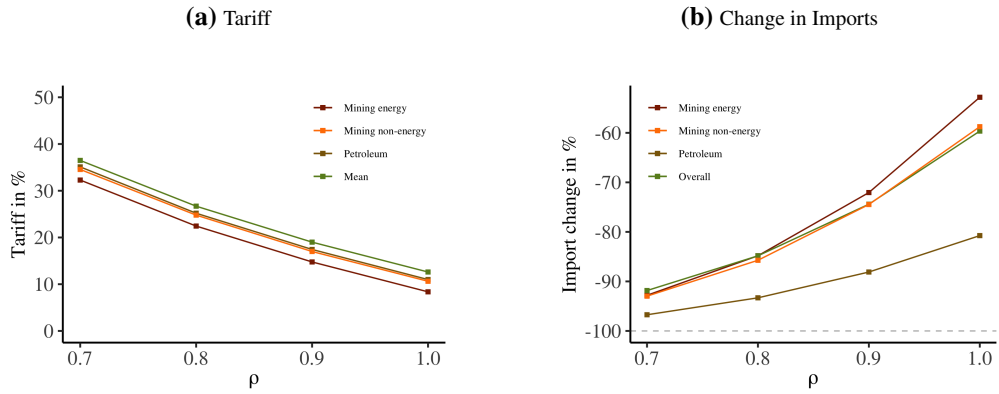 (a) Tariff
Tariff in %
50
40
30
20
10
0
Mining energy
Mining non-energy
Petroleum
Mean
0.7
0.8
0.9
1.0
ρ
(b) Change in Imports
Import change in %
-60
-70
-80
-90
-100
Mining energy
Mining non-energy
Petroleum
Overall
0.7
0.8
0.9
1.0
ρ